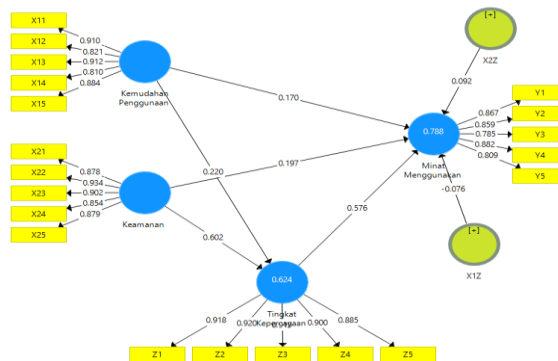 X11
X12
X13
X14
X15
0.910
0.821
0.912
0.810
0.884
Kemudahan
Penggunaan
[+]
X2Z
0.092
0.170
0.788
Minat
Menggunakan
0.867
0.859
0.785
0.882
0.809
Y1
Y2
Y3
Y4
Y5
X21
X22
X23
X24
X25
0.878
0.934
0.902
0.854
0.879
Keamanan
0.197
0.220
0.602
0.576
-0.076
[+]
X1Z
0.624
Tingkat
Kepercayaan
0.918
0.920
0.900
0.885
Z1
Z2
Z3
Z4
Z5